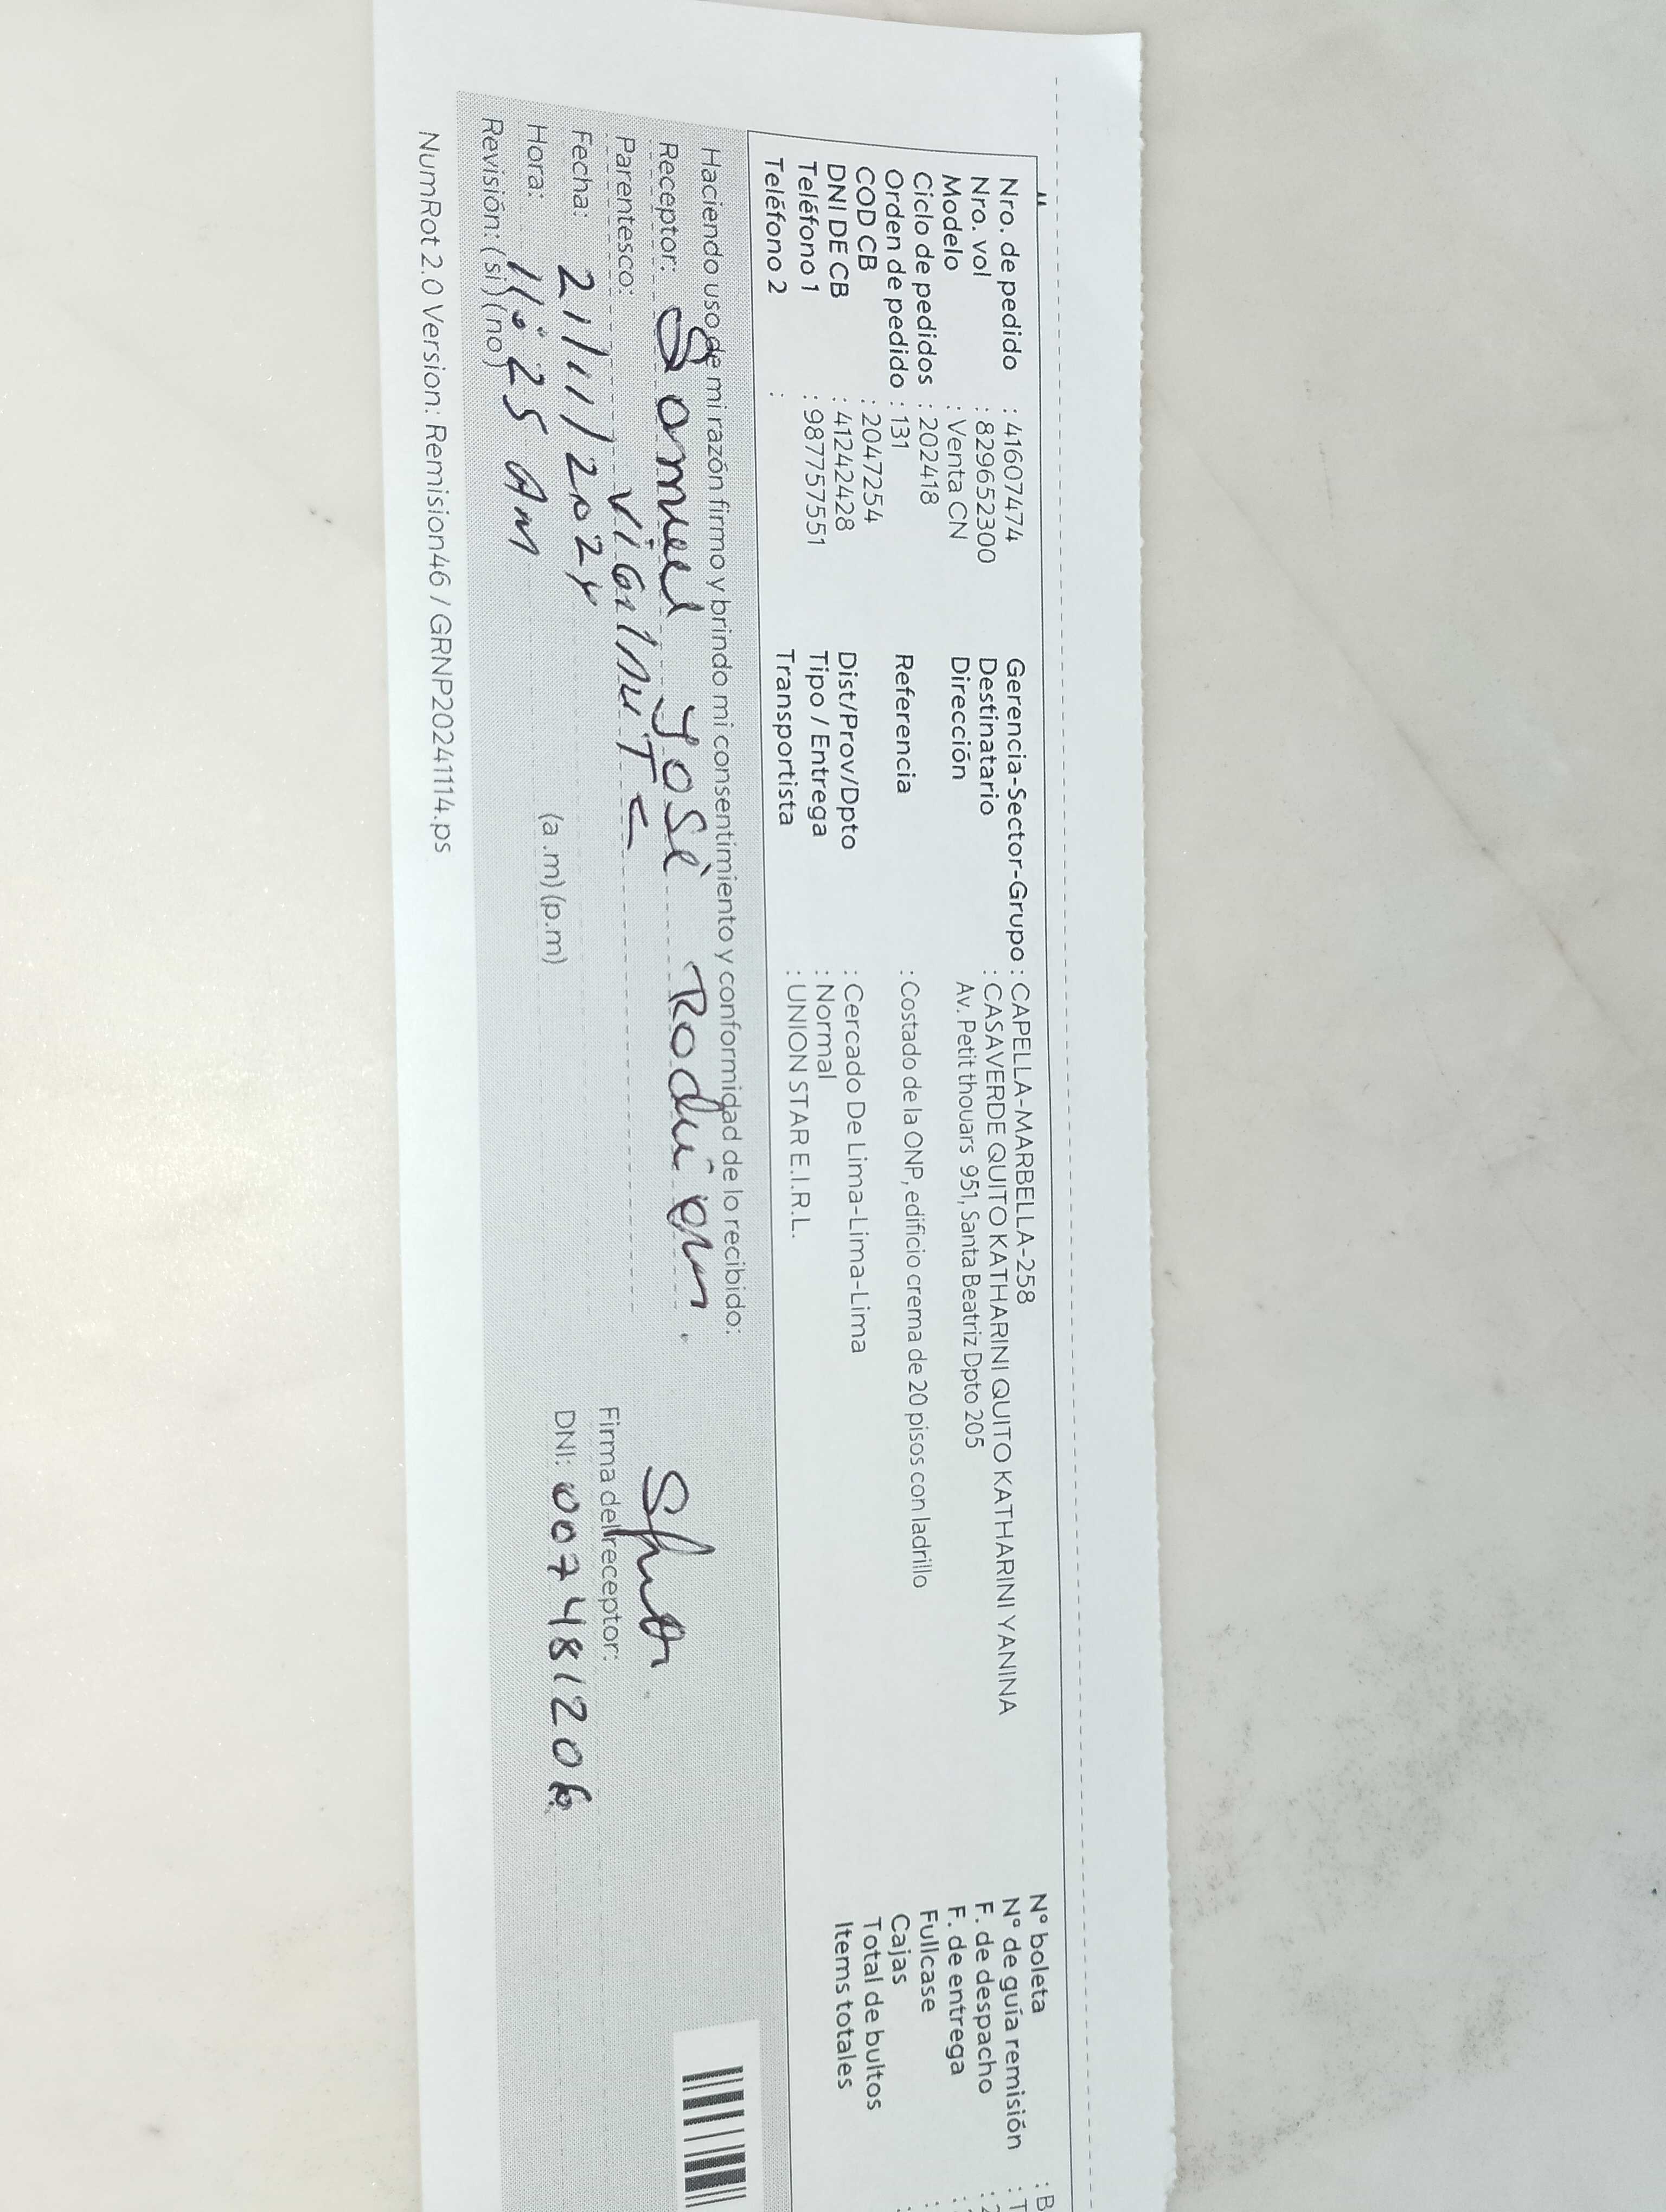 Nro. de pedido : 41607474
Nro. vol : 829652300
Modelo : Venta CN
Ciclo de pedidos : 202418
Orden de pedido : 131
COD CB : 2047254
DNI DE CB : 41242428
Teléfono 1 : 987757551
Teléfono 2 :
Gerencia-Sector-Grupo : CAPELLA-MARBELLA-258
Destinatario : CASAVERDE QUITO KATHARINI QUITO KATHARINI YANINA
Dirección Av. Petit thouars 951, Santa Beatriz Dpto 205
Referencia : Costado de la ONP, edificio crema de 20 pisos con ladrillo
Dist/Prov/Dpto : Cercado De Lima-Lima-Lima
Tipo / Entrega : Normal
Transportista : UNION STAR E.I.R.L.
N° boleta : B
N° de guía remisión : T
F. de despacho : 2
F. de entrega :
Fullcase :
Cajas :
Total de bultos
Items totales
Haciendo uso de mi razón firmo y brindo mi consentimiento y conformidad de lo recibido:
Receptor: Samuel José
Parentesco: ViGilANTE
Fecha: 21/11/2024
Hora: 11:25 AM (a .m) (p.m)
Revisión: (si) (no)
Firma del receptor:
DNI: 007481206
NumRot 2.0 Version: Remision46 / GRNP20241114.ps